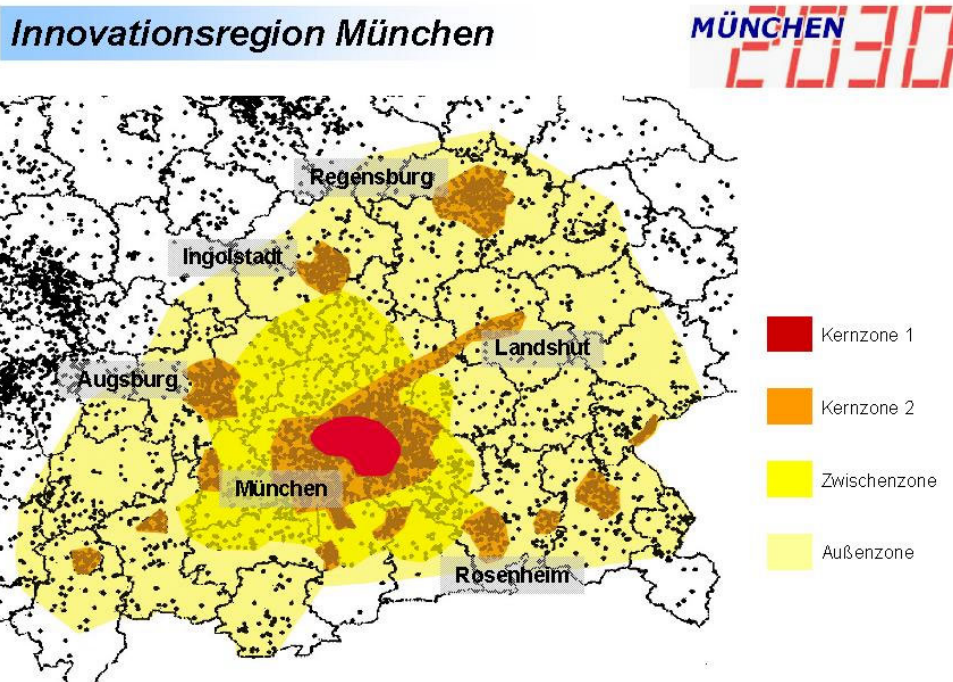 Innovationsregion München
MÜNCHEN
2030
Regensburg
Ingolstadt
Landshut
Augsburg
München
Rosenheim
Kernzone 1
Kernzone 2
Zwischenzone
Außenzone